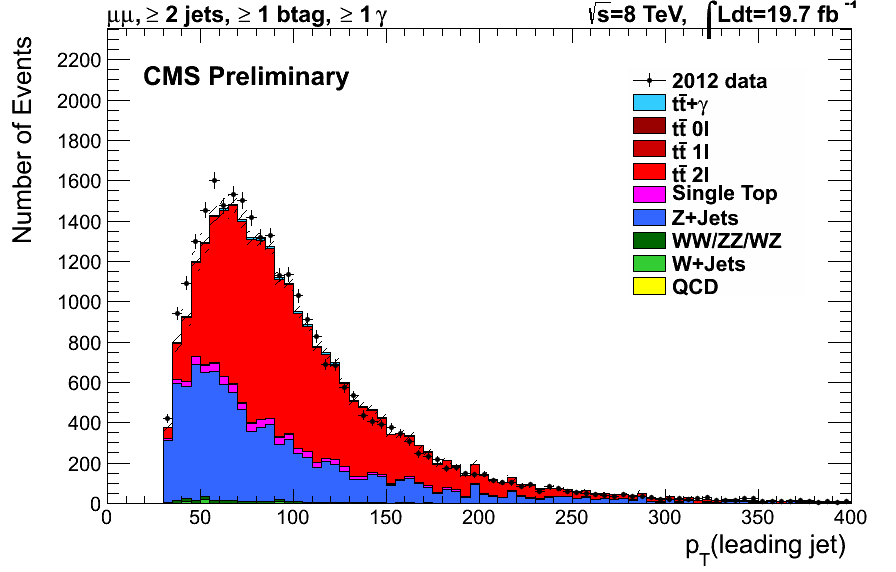 μμ, ≥ 2 jets, ≥ 1 btag, ≥ 1 γ
√s=8 TeV, ∫Ldt=19.7 fb⁻¹
Number of Events
CMS Preliminary
2012 data
tt̄+γ
tt̄ 0l
tt̄ 1l
tt̄ 2l
Single Top
Z+Jets
WW/ZZ/WZ
W+Jets
QCD
2200
2000
1800
1600
1400
1200
1000
800
600
400
200
0
0 50 100 150 200 250 300 350 400
p_T(leading jet)